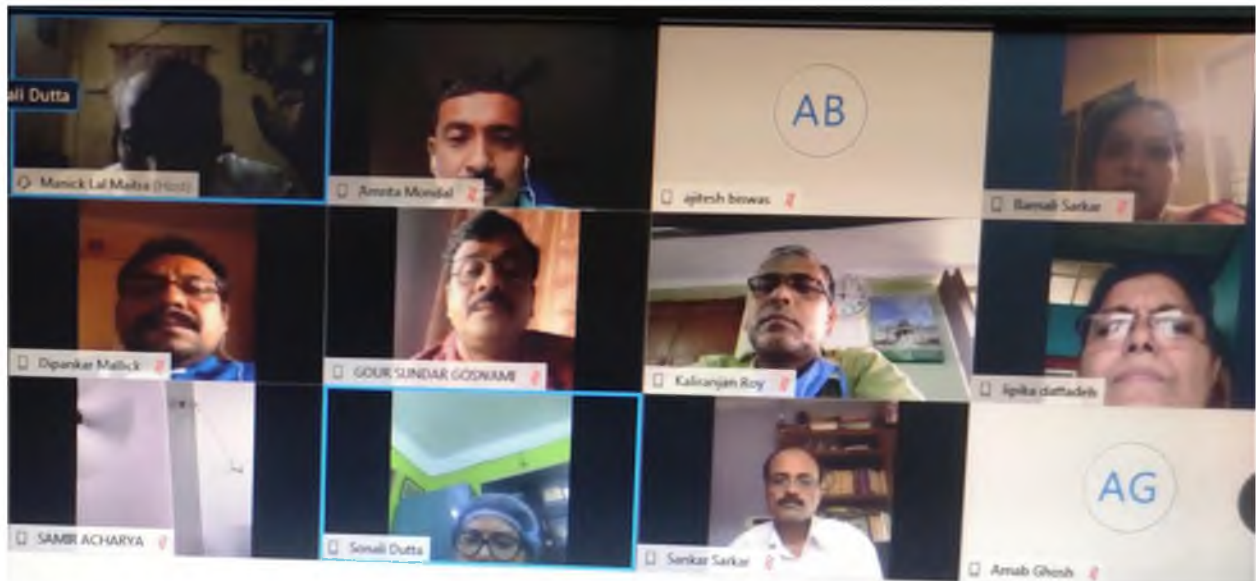 ali Dutta
Manick Lal Maitra (Host)
Amrita Mondal
AB
ajitesh biswas
Barnali Sarkar
Dipankar Mallick
GOUR SUNDAR GOSWAMI
Kaliranjan Roy
lipika dattadeb
SAMIR ACHARYA
Sonali Dutta
Sankar Sarkar
AG
Arnab Ghosh